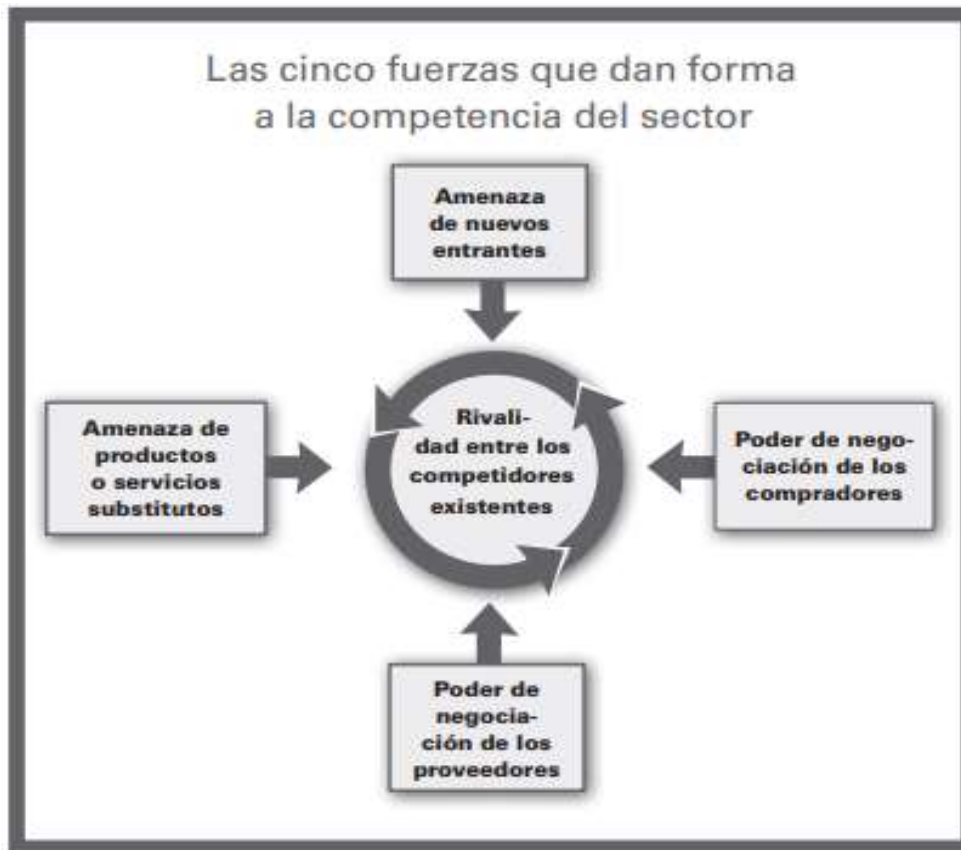 Las cinco fuerzas que dan forma
a la competencia del sector
Amenaza
de nuevos
entrantes
Amenaza de
productos
o servicios
substitutos
Rivali-
dad entre los
competidores
existentes
Poder de nego-
ciación de los
compradores
Poder de
negocia-
ción de los
proveedores